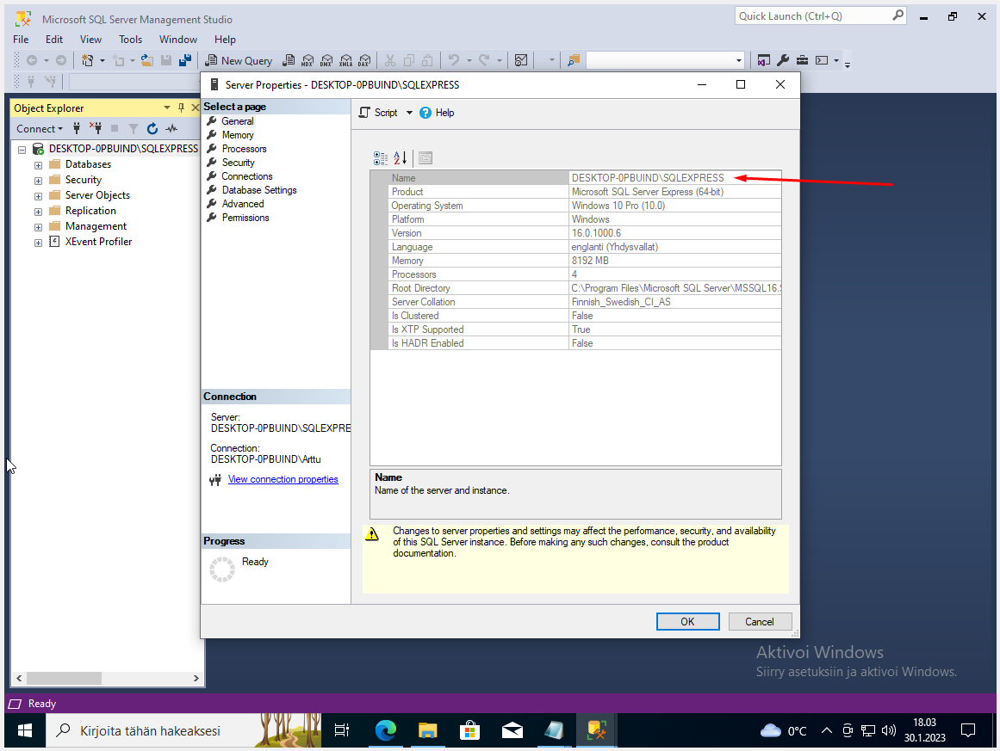 Microsoft SQL Server Management Studio
Quick Launch (Ctrl+Q)
File Edit View Tools Window Help
New Query
MDX DMX XMLA DAX
Server Properties - DESKTOP-0PBUIND\SQLEXPRESS
Object Explorer
Connect
DESKTOP-0PBUIND\SQLEXPRESS
Databases
Security
Server Objects
Replication
Management
XEvent Profiler
Select a page
General
Memory
Processors
Security
Connections
Database Settings
Advanced
Permissions
Connection
Server:
DESKTOP-0PBUIND\SQLEXPRE
Connection:
DESKTOP-0PBUIND\Arttu
View connection properties
Progress
Ready
Script Help
Name DESKTOP-0PBUIND\SQLEXPRESS
Product Microsoft SQL Server Express (64-bit)
Operating System Windows 10 Pro (10.0)
Platform Windows
Version 16.0.1000.6
Language englanti (Yhdysvallat)
Memory 8192 MB
Processors 4
Root Directory C:\Program Files\Microsoft SQL Server\MSSQL16.S
Server Collation Finnish_Swedish_CI_AS
Is Clustered False
Is XTP Supported True
Is HADR Enabled False
Name
Name of the server and instance.
Changes to server properties and settings may affect the performance, security, and availability
of this SQL Server instance. Before making any such changes, consult the product
documentation.
OK Cancel
Aktivoi Windows
Siirry asetuksiin ja aktivoi Windows.
Ready
Kirjoita tähän hakeaksesi
0°C
18.03
30.1.2023